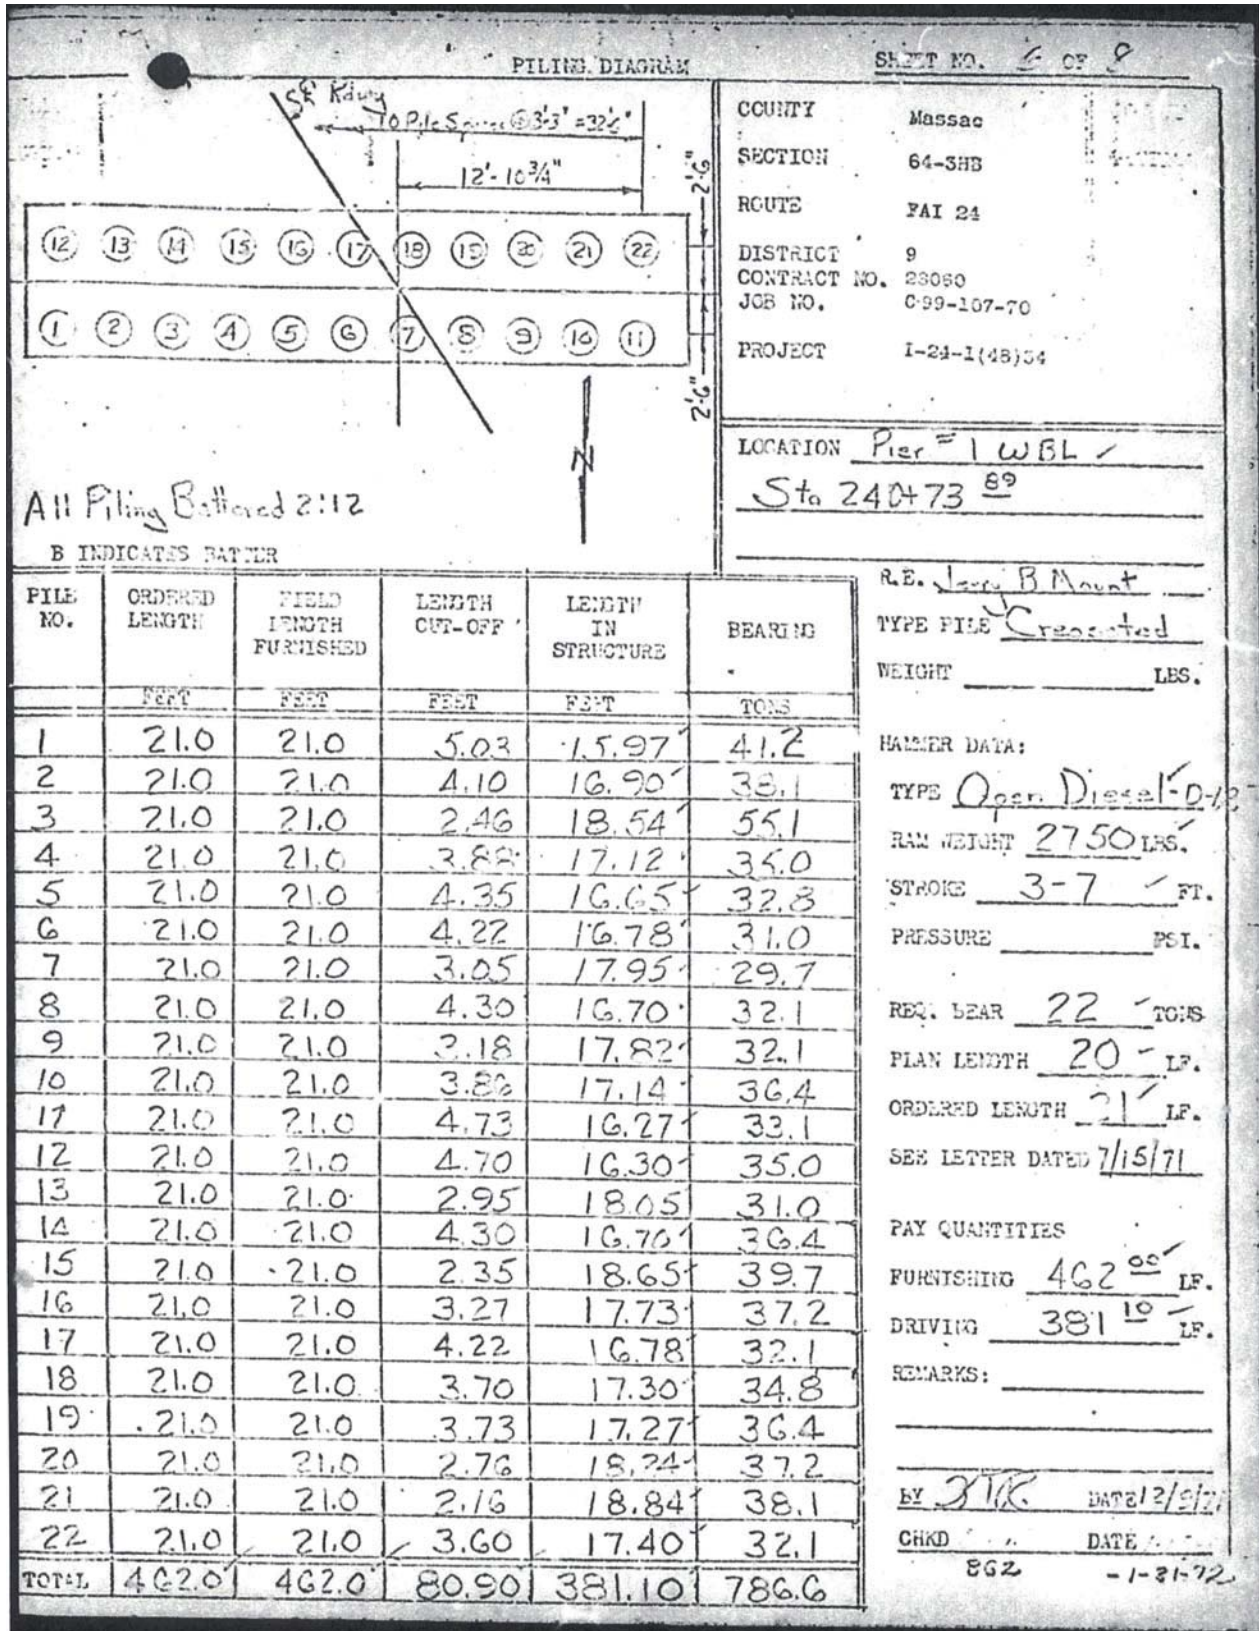 PILING DIAGRAM
SHEET NO. 6 OF 8
10 Pile Spaces @ 3'-3" = 32'-6"
12'-10 3/4"
2'-6"
2'-6"
12 13 14 15 16 17 18 19 20 21 22
1 2 3 4 5 6 7 8 9 10 11
N
All Piling Battered 2:12
B INDICATES BATTER
COUNTY Massac
SECTION 64-3HB
ROUTE FAI 24
DISTRICT 9
CONTRACT NO. 28060
JOB NO. C-99-107-70
PROJECT I-24-1(48)34
LOCATION Pier # 1 WBL
Sta 240+73 89
R.E. Jerry B Mount
TYPE PILE Creosoted
WEIGHT LBS.
HAMMER DATA:
TYPE Open Diesel - D-12
RAM WEIGHT 2750 LBS.
STROKE 3-7 FT.
PRESSURE PSI.
REQ. BEAR 22 TONS
PLAN LENGTH 20 LF.
ORDERED LENGTH 21 LF.
SEE LETTER DATED 7/15/71
PAY QUANTITIES
FURNISHING 462 00 LF.
DRIVING 381 10 LF.
REMARKS:
BY DATE 12/9/71
CHKD DATE
862 -1-31-72
PILE NO. ORDERED LENGTH FIELD LENGTH FURNISHED LENGTH CUT-OFF LENGTH IN STRUCTURE BEARING
FEET FEET FEET FEET TONS
1 21.0 21.0 5.03 15.97 41.2
2 21.0 21.0 4.10 16.90 38.1
3 21.0 21.0 2.46 18.54 55.1
4 21.0 21.0 3.88 17.12 35.0
5 21.0 21.0 4.35 16.65 32.8
6 21.0 21.0 4.22 16.78 31.0
7 21.0 21.0 3.05 17.95 29.7
8 21.0 21.0 4.30 16.70 32.1
9 21.0 21.0 3.18 17.82 32.1
10 21.0 21.0 3.86 17.14 36.4
11 21.0 21.0 4.73 16.27 33.1
12 21.0 21.0 4.70 16.30 35.0
13 21.0 21.0 2.95 18.05 31.0
14 21.0 21.0 4.30 16.70 36.4
15 21.0 21.0 2.35 18.65 39.7
16 21.0 21.0 3.27 17.73 37.2
17 21.0 21.0 4.22 16.78 32.1
18 21.0 21.0 3.70 17.30 34.8
19 21.0 21.0 3.73 17.27 36.4
20 21.0 21.0 2.76 18.24 37.2
21 21.0 21.0 2.16 18.84 38.1
22 21.0 21.0 3.60 17.40 32.1
TOTAL 462.0 462.0 80.90 381.10 786.6